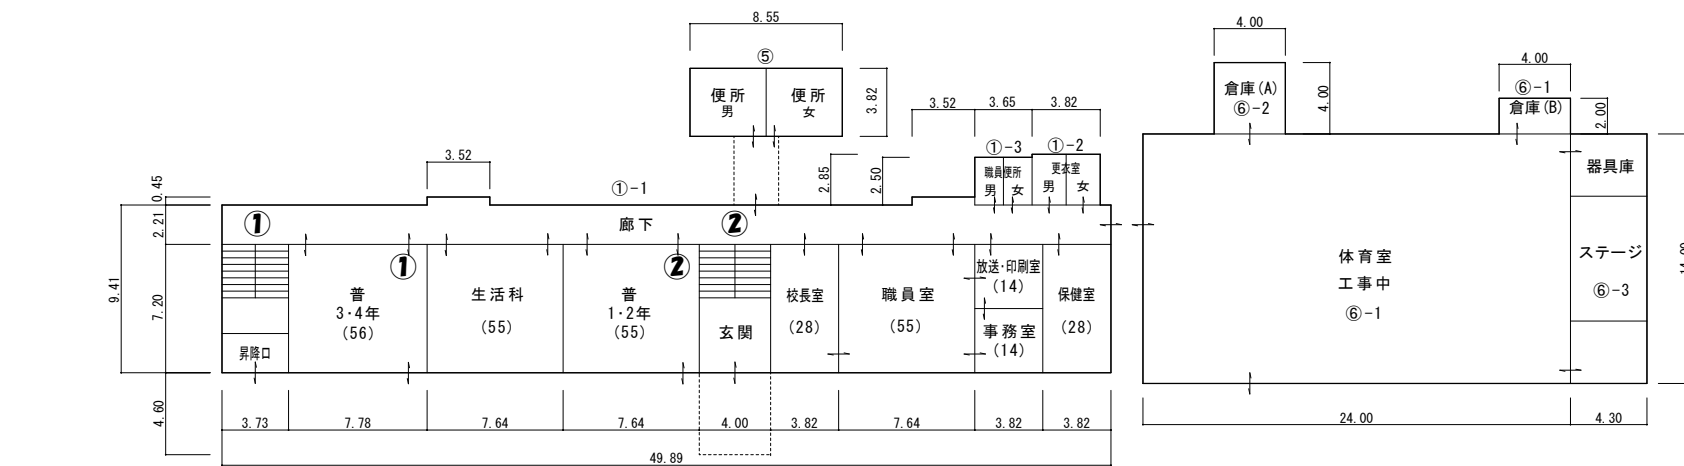 8.55
4.00
⑤
4.00
便所
男
便所
女
3.82
倉庫(A)
⑥-2
4.00
⑥-1
倉庫(B)
2.00
3.52
3.65
3.82
①-3
①-2
3.52
職員便所
男 女
更衣室
男 女
2.85
2.50
器具庫
0.45
①-1
2.21
①
廊下
②
9.41
7.20
①
②
普
3・4年
(56)
生活科
(55)
普
1・2年
(55)
玄関
校長室
(28)
職員室
(55)
放送・印刷室
(14)
事務室
(14)
保健室
(28)
昇降口
体育室
工事中
⑥-1
ステージ
⑥-3
4.60
3.73
7.78
7.64
7.64
4.00
3.82
7.64
3.82
3.82
24.00
4.30
49.89